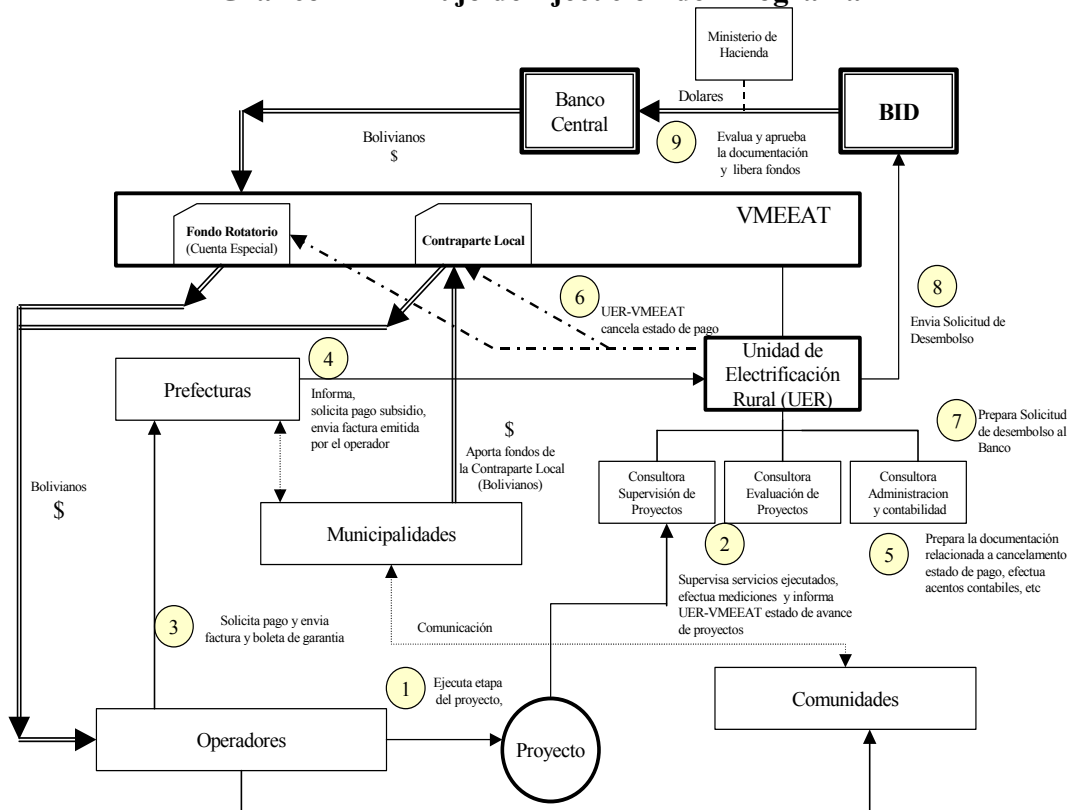 Ministerio de
Hacienda
Banco
Central
Dolares
BID
9
Evalua y aprueba
la documentación
y libera fondos
Bolivianos
$
VMEEAT
Fondo Rotatorio
(Cuenta Especial)
Contraparte Local
6
UER-VMEEAT
cancela estado de pago
8
Envia Solicitud de
Desembolso
4
Prefecturas
Informa,
solicita pago subsidio,
envia factura emitida
por el operador
Unidad de
Electrificación
Rural (UER)
7
Prepara Solicitud
de desembolso al
Banco
$
Aporta fondos de
la Contraparte Local
(Bolivianos)
Consultora
Supervisión de
Proyectos
Consultora
Evaluación de
Proyectos
Consultora
Administracion
y contabilidad
Bolivianos
$
Municipalidades
2
Supervisa servicios ejecutados,
efectua mediciones y informa
UER-VMEEAT estado de avance
de proyectos
5
Prepara la documentación
relacionada a cancelamento
estado de pago, efectua
acentos contables, etc
3
Solicita pago y envia
factura y boleta de garantia
Comunicación
1
Ejecuta etapa
del proyecto,
Comunidades
Operadores
Proyecto